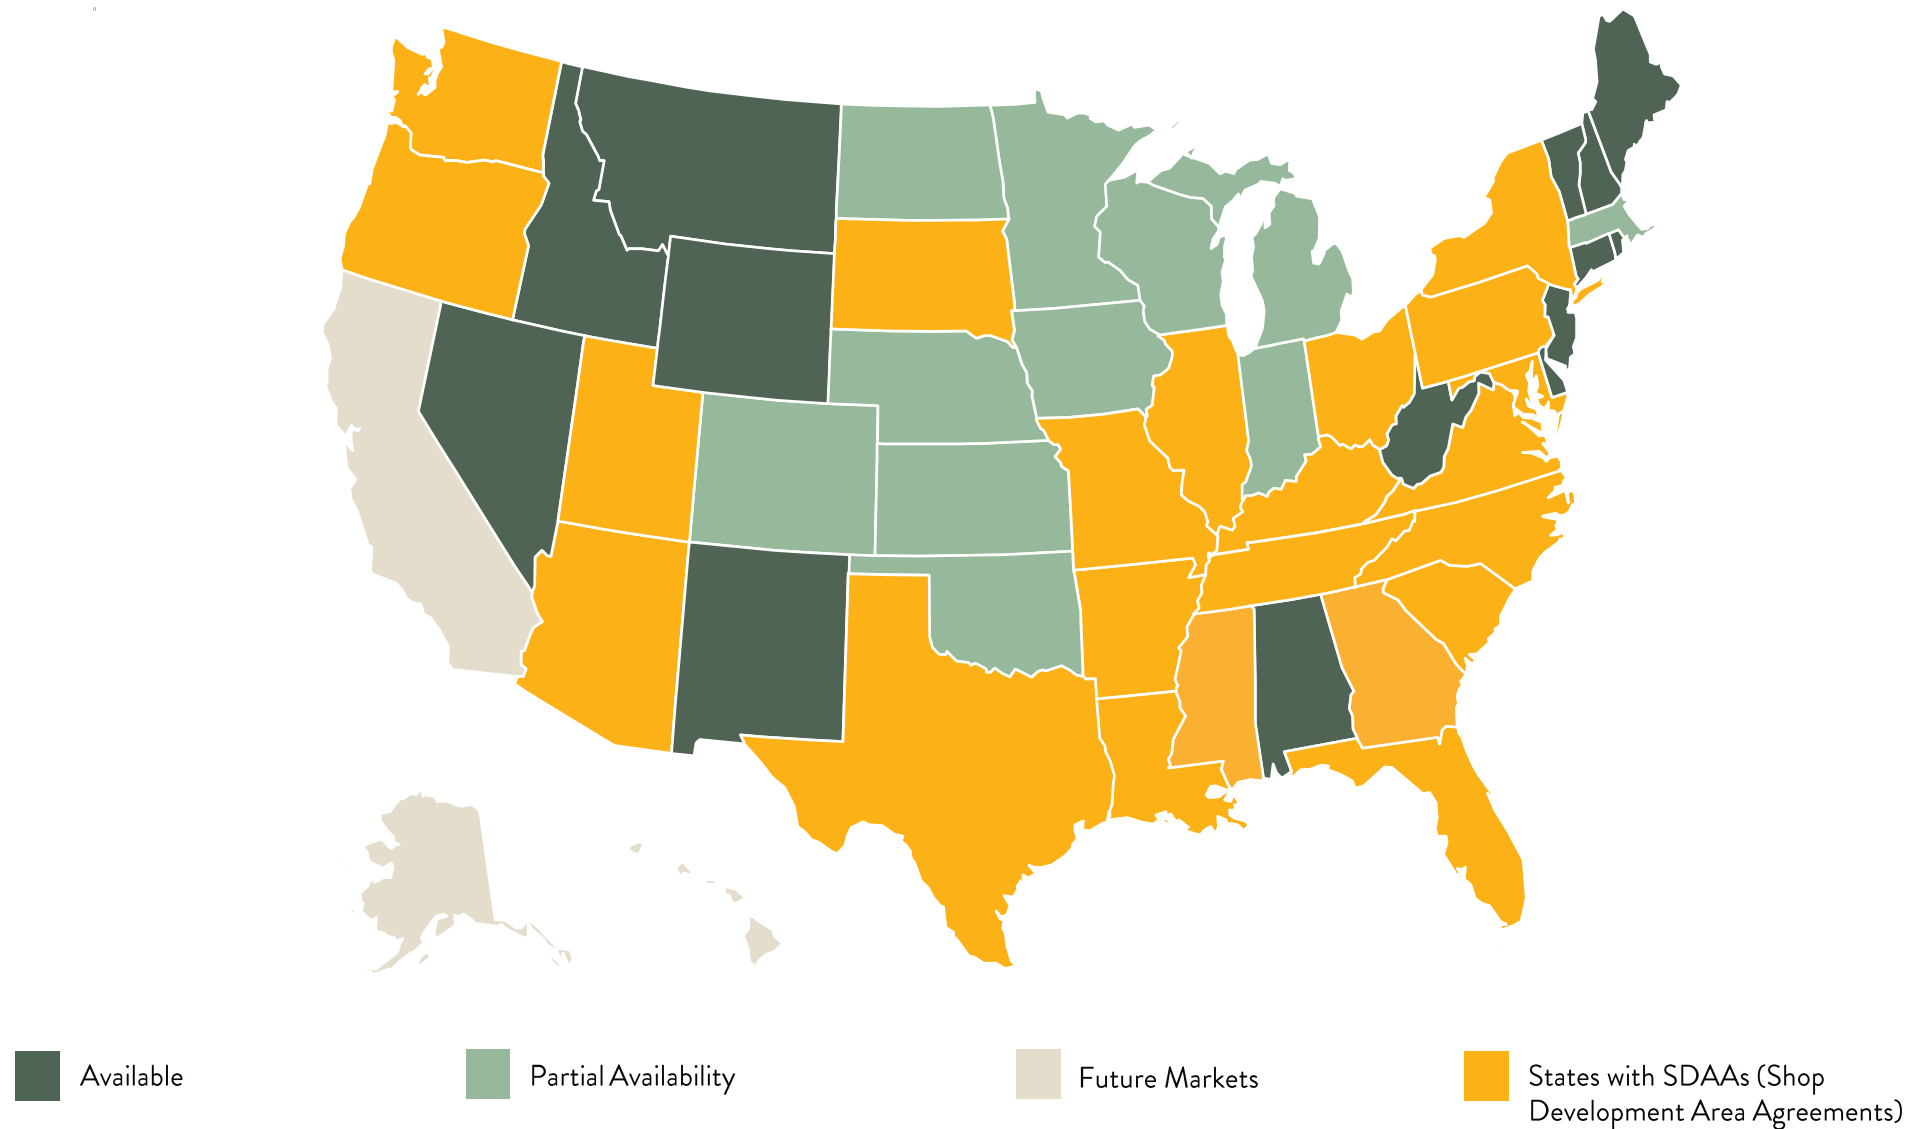 Available
Partial Availability
Future Markets
States with SDAAs (Shop
Development Area Agreements)